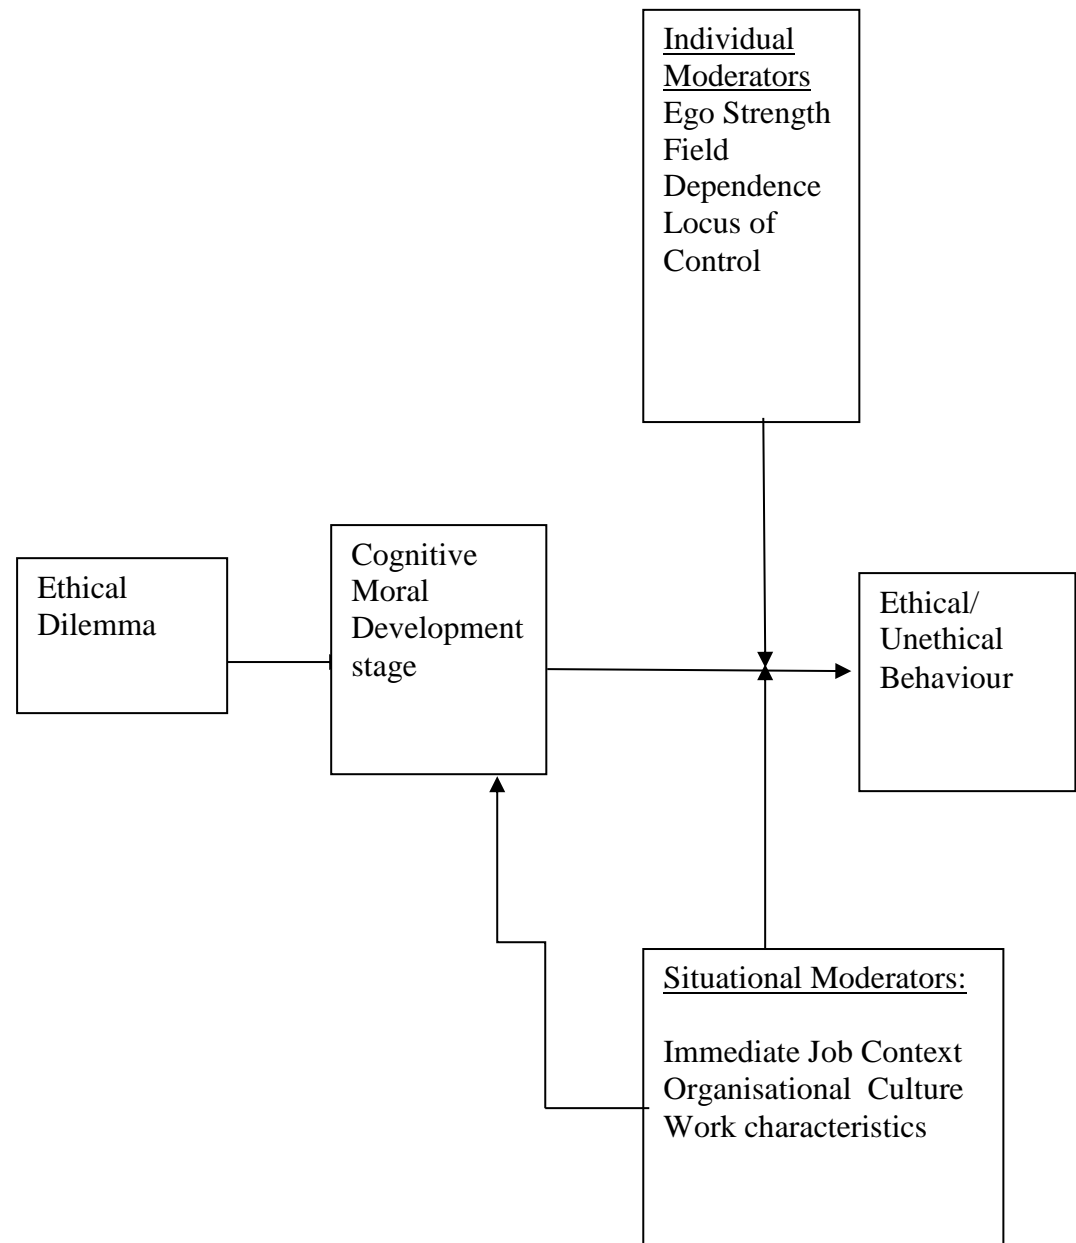 Individual
Moderators
Ego Strength
Field
Dependence
Locus of
Control
Ethical
Dilemma
Cognitive
Moral
Development
stage
Ethical/
Unethical
Behaviour
Situational Moderators:
Immediate Job Context
Organisational  Culture
Work characteristics